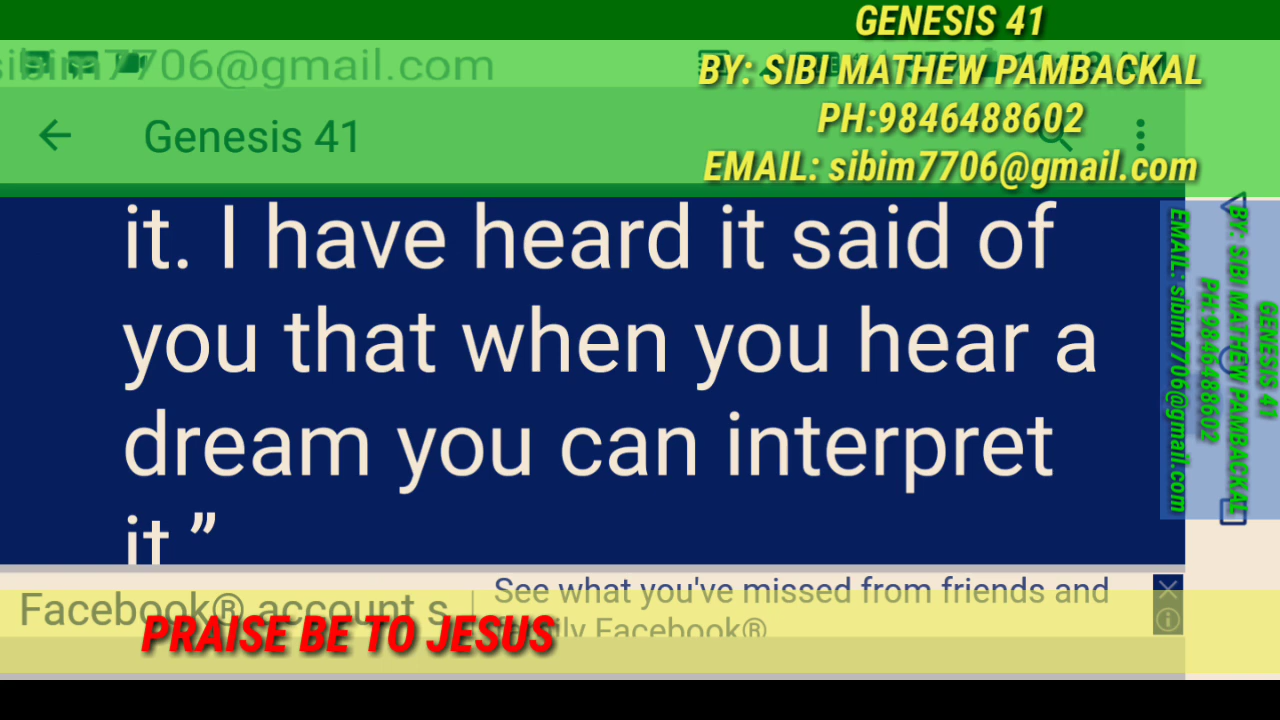 GENESIS 41
BY: SIBI MATHEW PAMBACKAL
PH:9846488602
EMAIL: sibim7706@gmail.com
sibim7706@gmail.com
Genesis 41
it. I have heard it said of
you that when you hear a
dream you can interpret
it.”
GENESIS 41
BY: SIBI MATHEW PAMBACKAL
PH:9846488602
EMAIL: sibim7706@gmail.com
Facebook® account s
See what you've missed from friends and
family Facebook®
PRAISE BE TO JESUS